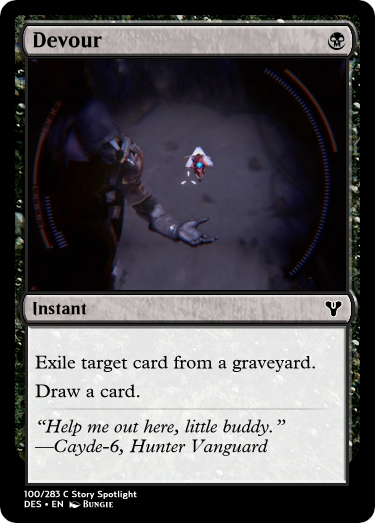 Devour
Instant
Exile target card from a graveyard.
Draw a card.
“Help me out here, little buddy.”
—Cayde-6, Hunter Vanguard
100/283 C Story Spotlight
DES • EN BUNGIE